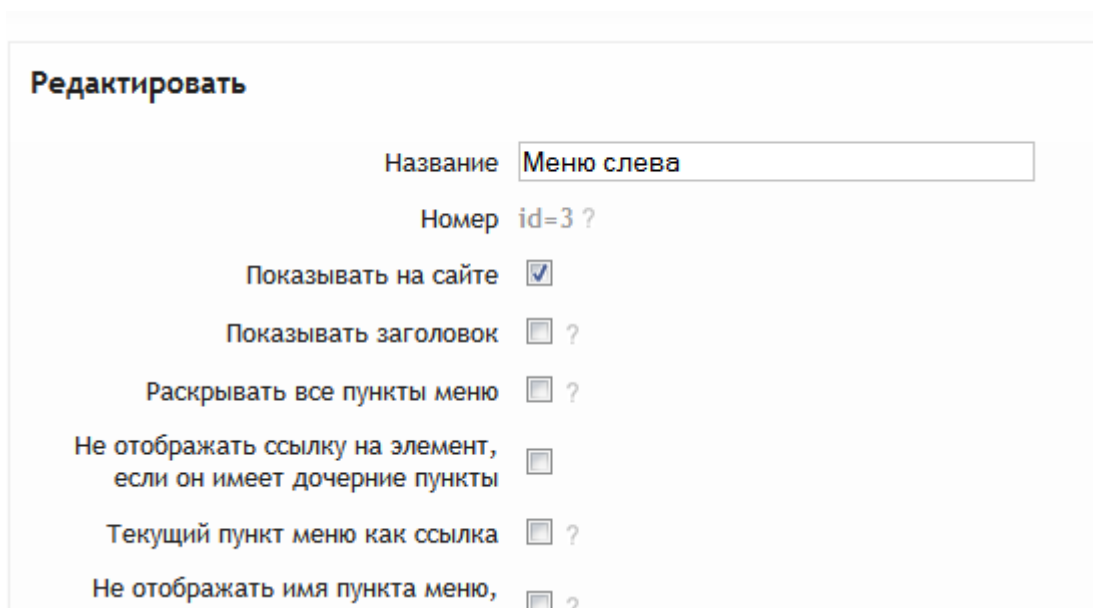 Редактировать
Название Меню слева
Номер id=3 ?
Показывать на сайте
Показывать заголовок ?
Раскрывать все пункты меню ?
Не отображать ссылку на элемент,
если он имеет дочерние пункты
Текущий пункт меню как ссылка ?
Не отображать имя пункта меню,
?